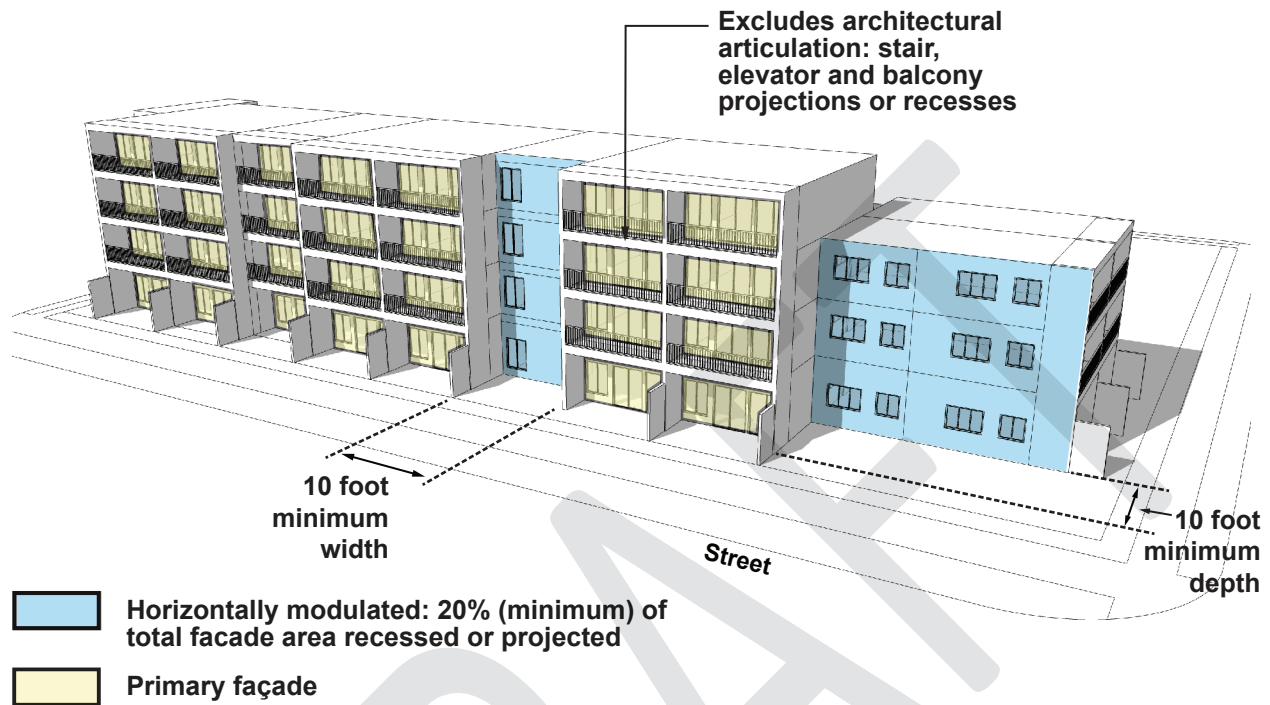 Excludes architectural
articulation: stair,
elevator and balcony
projections or recesses
10 foot
minimum
width
Street
10 foot
minimum
depth
Horizontally modulated: 20% (minimum) of
total facade area recessed or projected
Primary façade
DRAFT